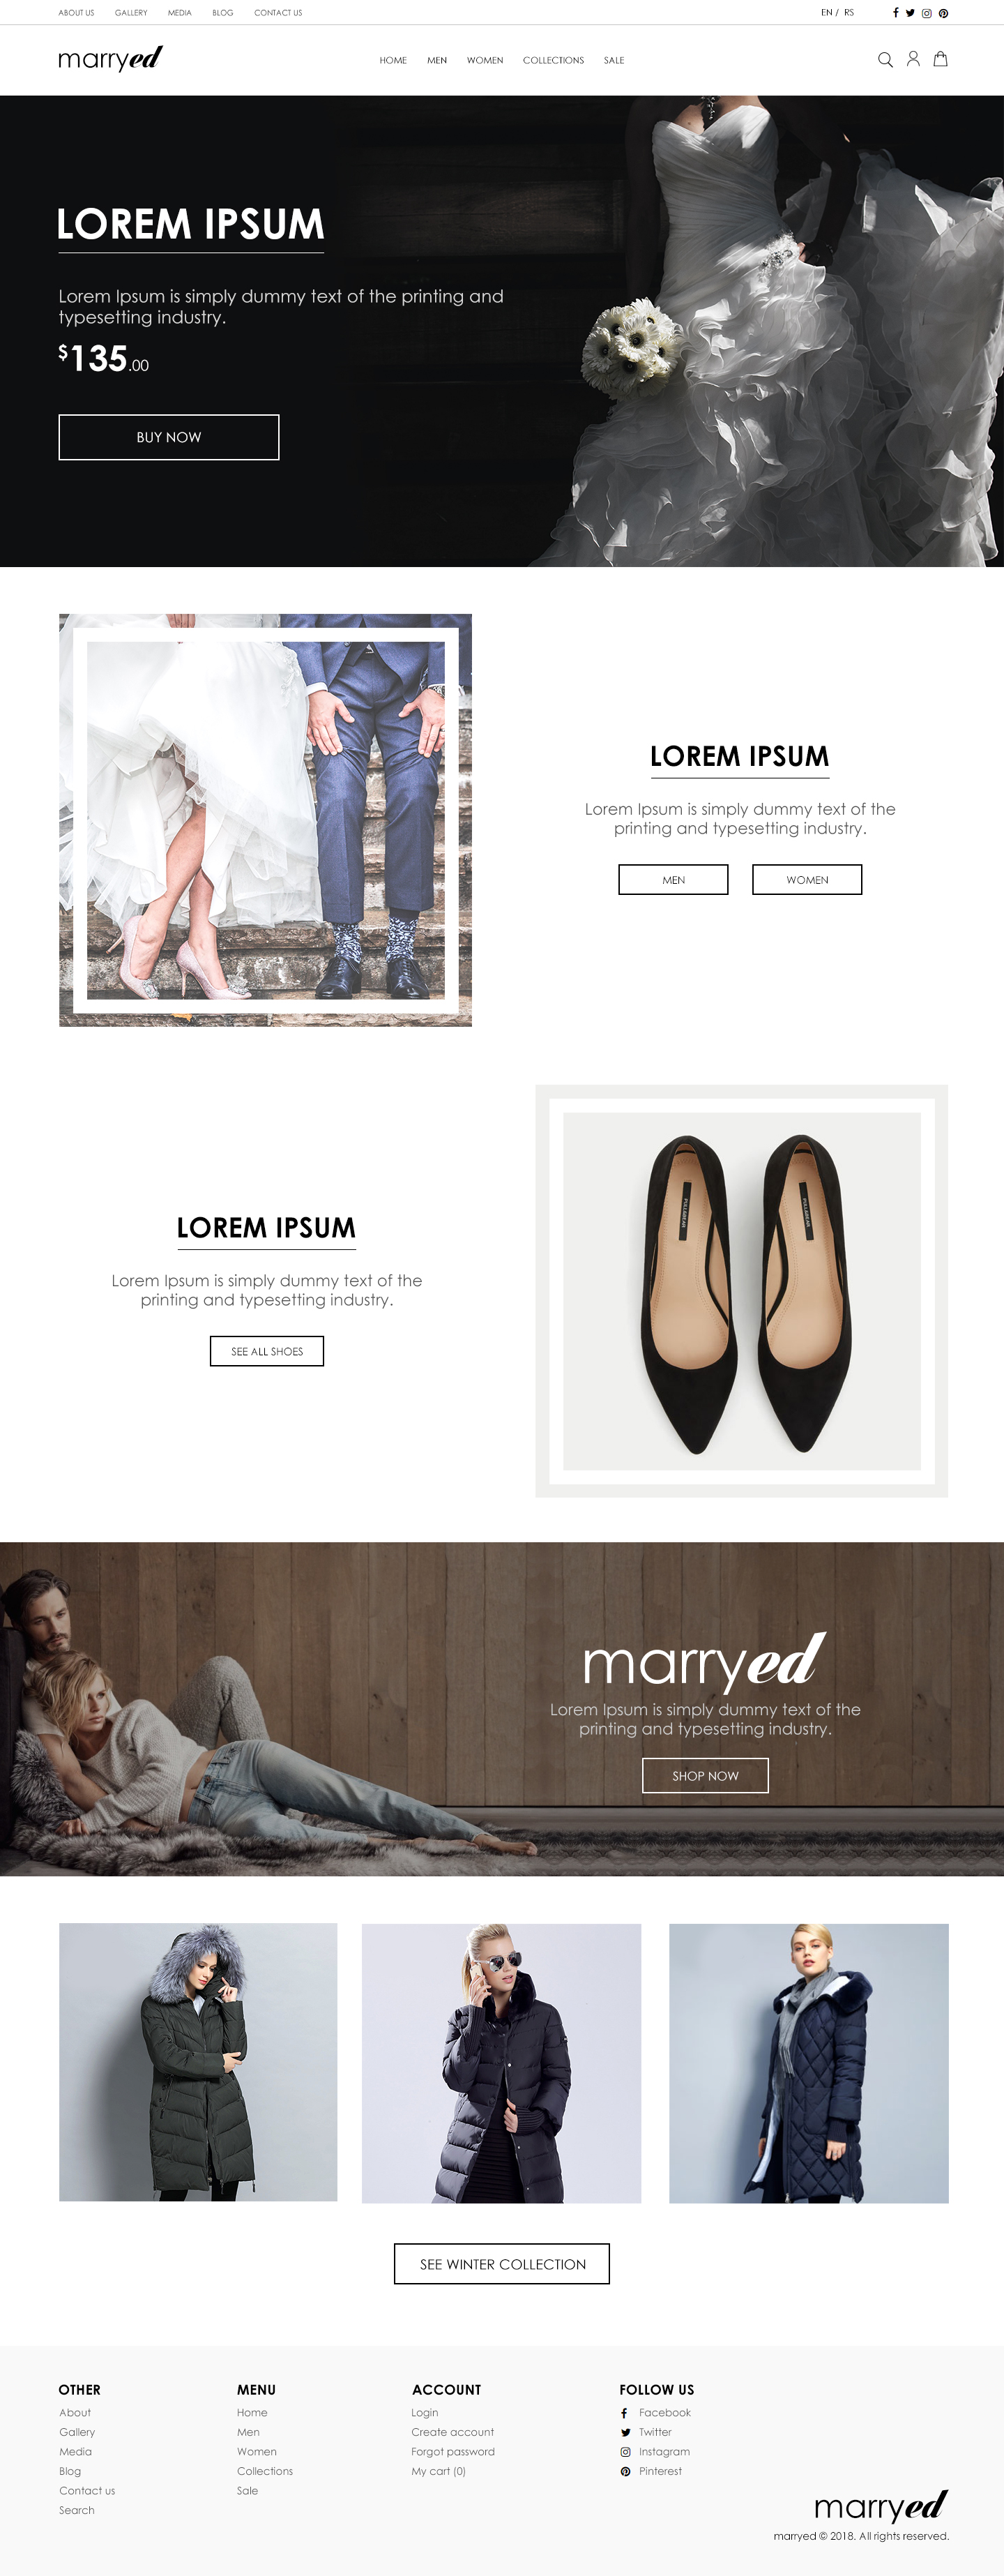 ABOUT US GALLERY MEDIA BLOG CONTACT US EN / RS
marryed HOME MEN WOMEN COLLECTIONS SALE
LOREM IPSUM
Lorem Ipsum is simply dummy text of the printing and
typesetting industry.
$135.00
BUY NOW
LOREM IPSUM
Lorem Ipsum is simply dummy text of the
printing and typesetting industry.
MEN WOMEN
LOREM IPSUM
Lorem Ipsum is simply dummy text of the
printing and typesetting industry.
SEE ALL SHOES
PULL&BEAR PULL&BEAR
marryed
Lorem Ipsum is simply dummy text of the
printing and typesetting industry.
SHOP NOW
SEE WINTER COLLECTION
OTHER
About
Gallery
Media
Blog
Contact us
Search
MENU
Home
Men
Women
Collections
Sale
ACCOUNT
Login
Create account
Forgot password
My cart (0)
FOLLOW US
Facebook
Twitter
Instagram
Pinterest
marryed
marryed © 2018. All rights reserved.